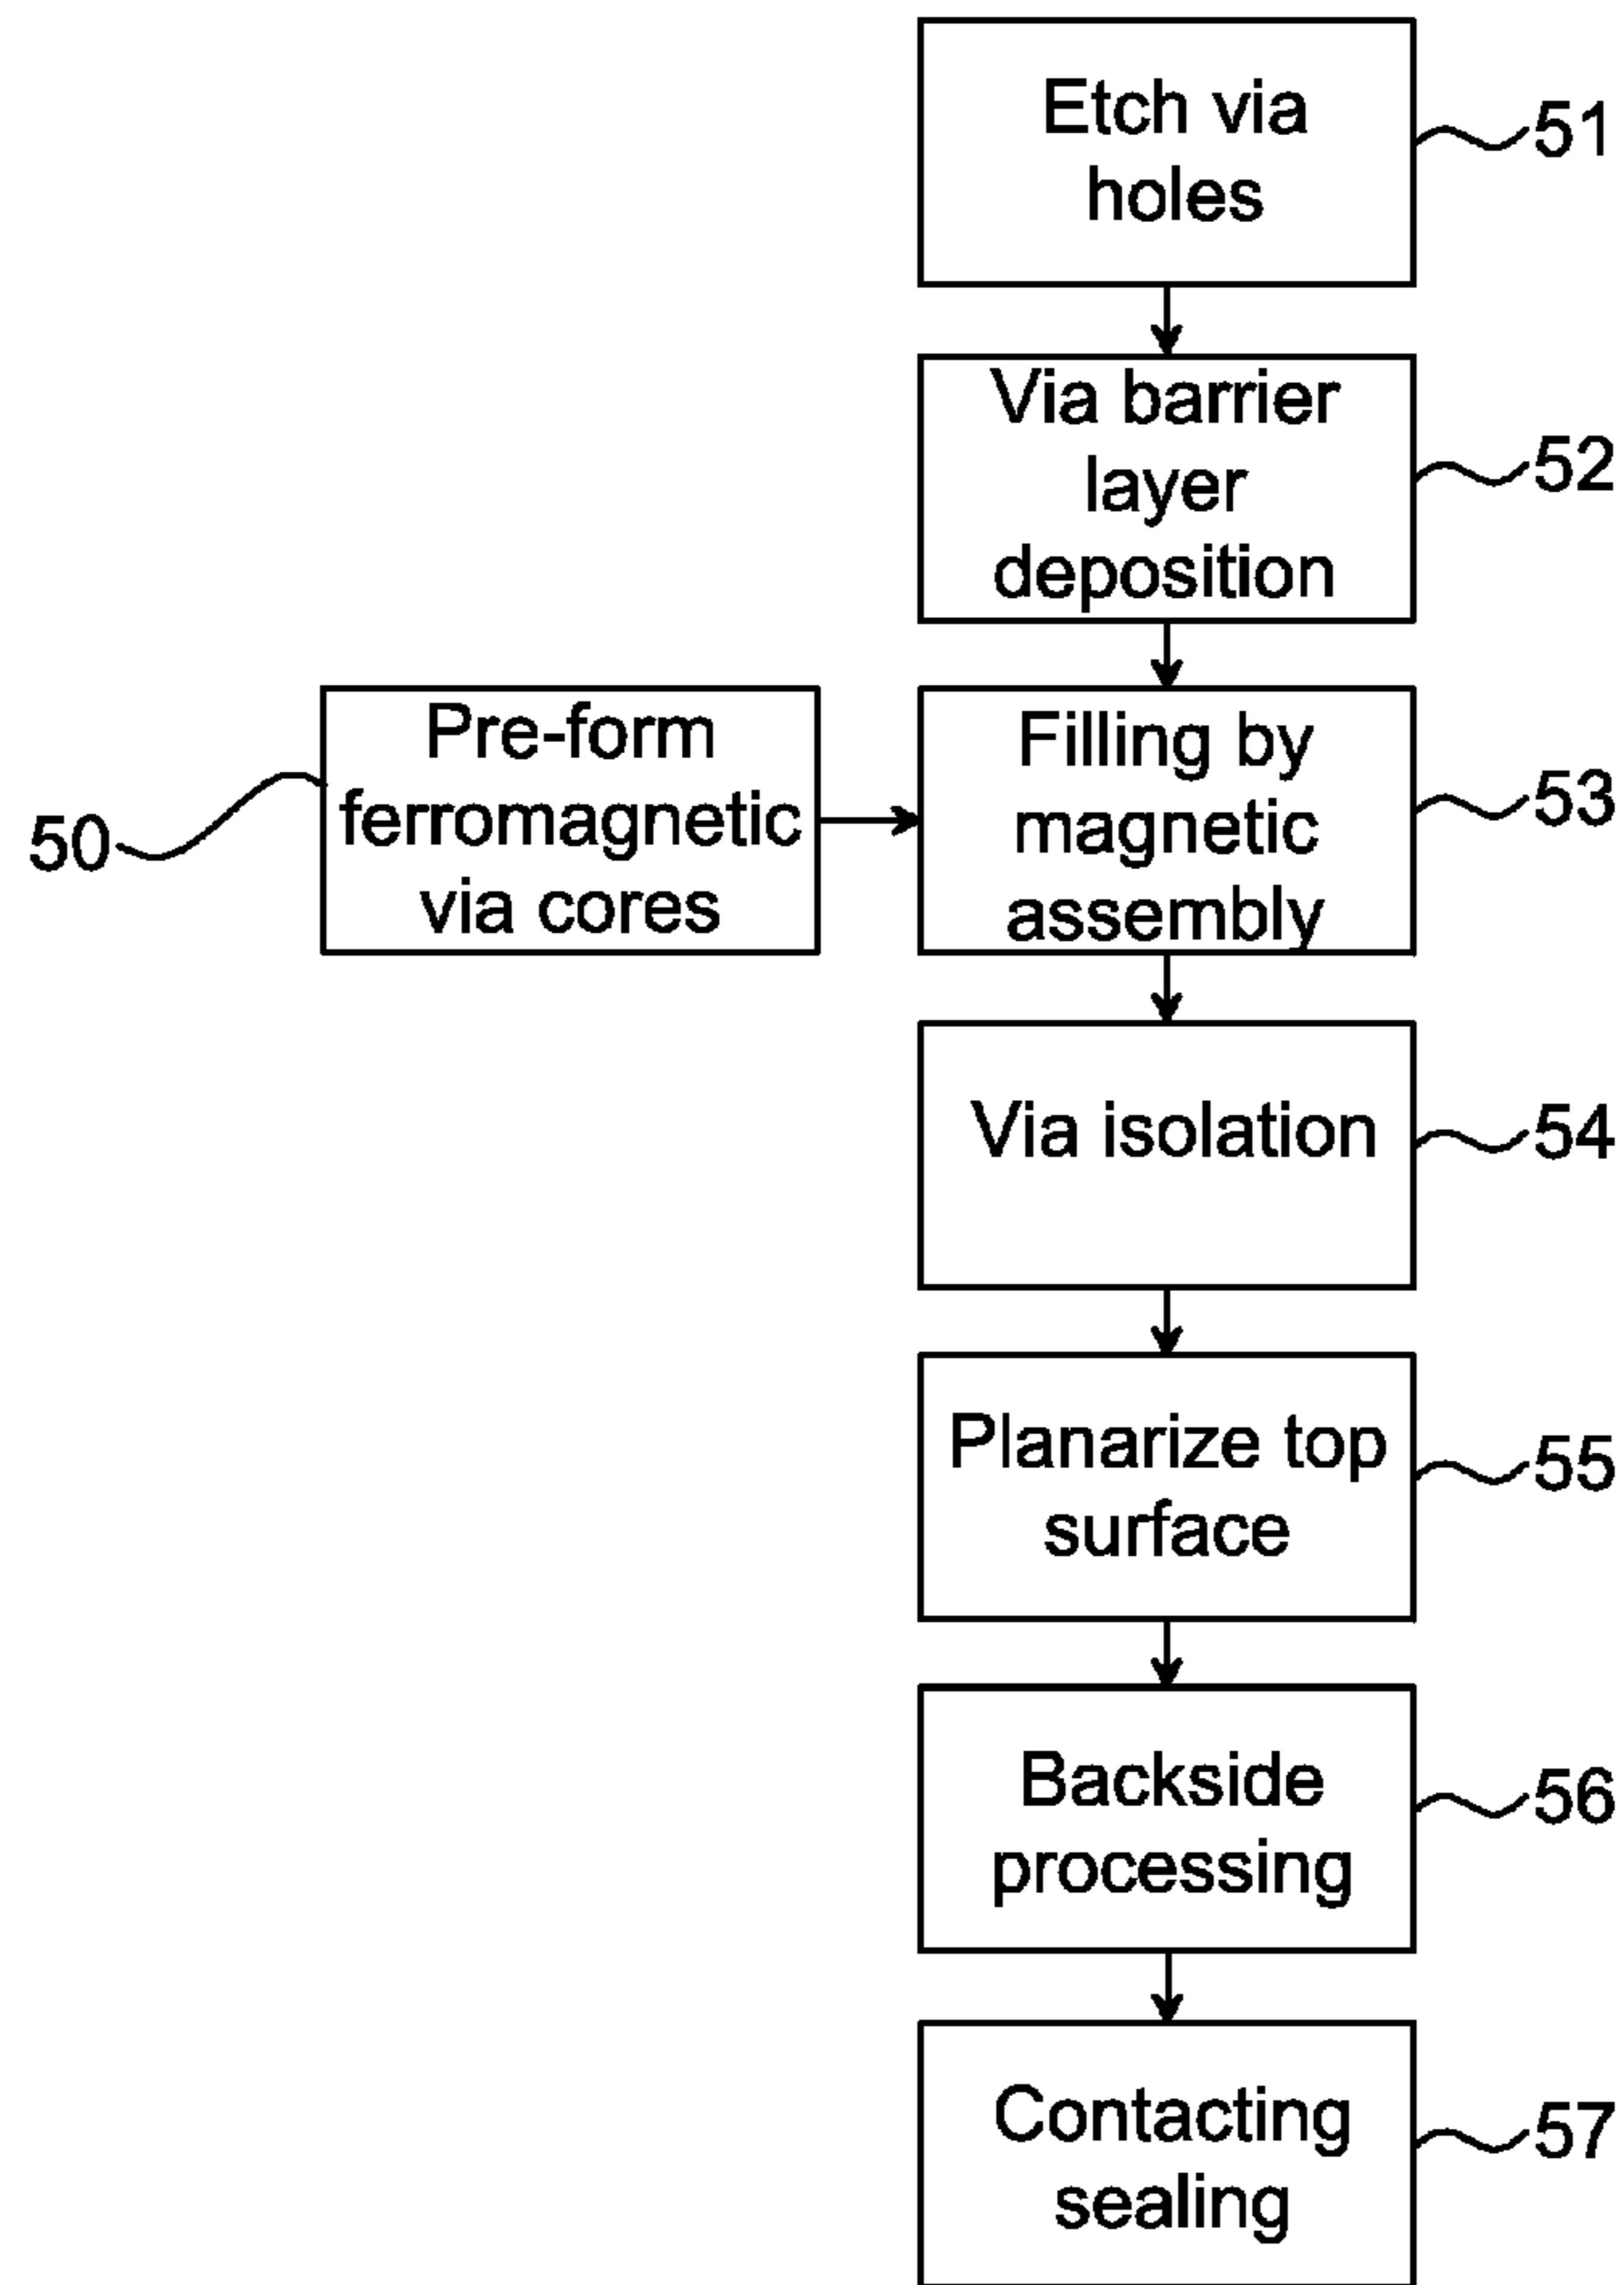 Etch via
holes
51
Via barrier
layer
deposition
52
Pre-form
ferromagnetic
via cores
50
Filling by
magnetic
assembly
53
Via isolation
54
Planarize top
surface
55
Backside
processing
56
Contacting
sealing
57